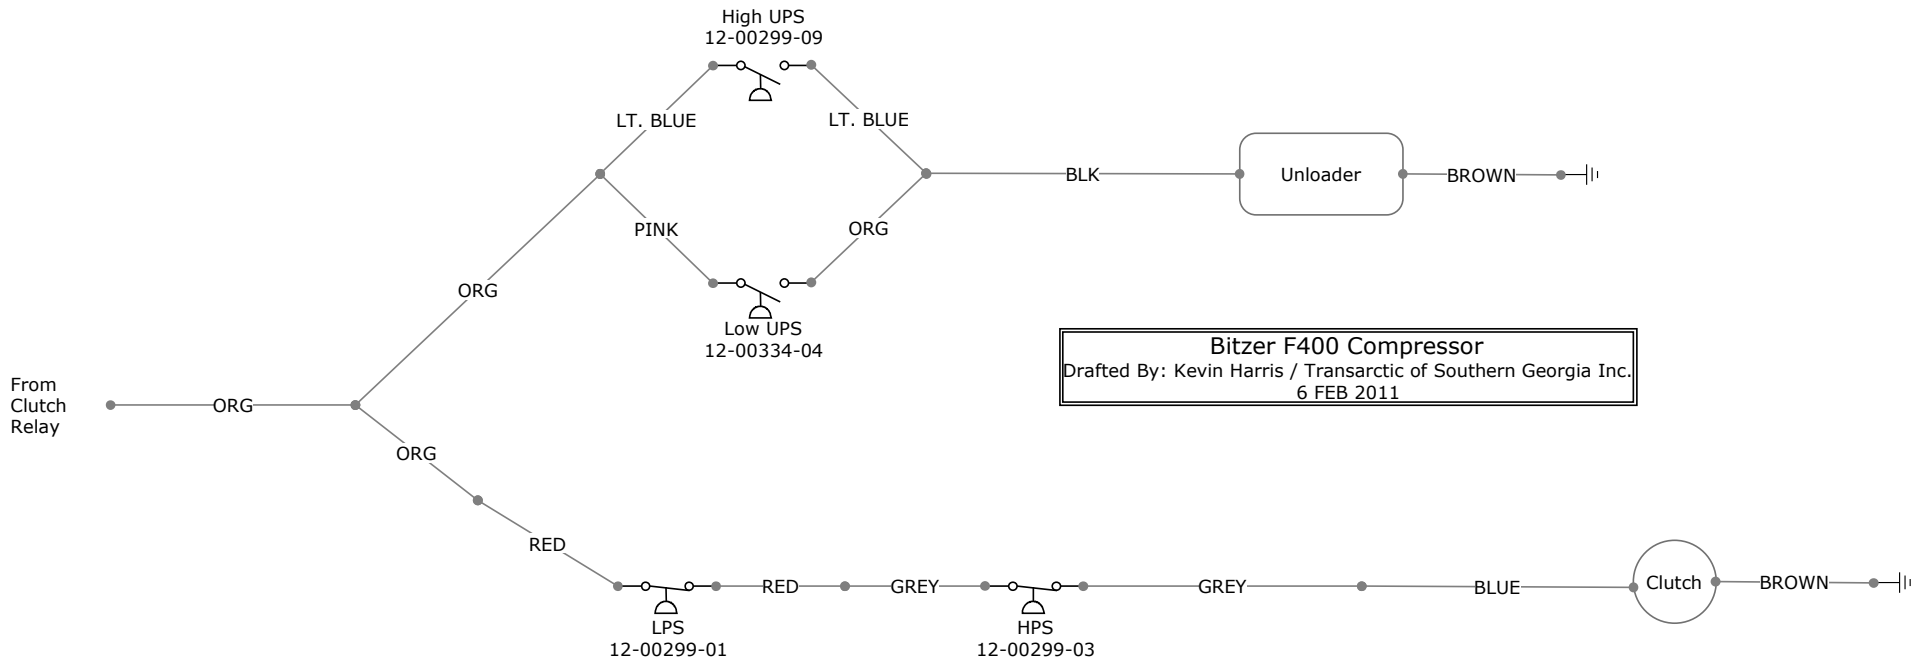 High UPS
12-00299-09
LT. BLUE
LT. BLUE
BLK
Unloader
BROWN
PINK
ORG
ORG
Low UPS
12-00334-04
Bitzer F400 Compressor
Drafted By: Kevin Harris / Transarctic of Southern Georgia Inc.
6 FEB 2011
From
Clutch
Relay
ORG
ORG
RED
RED
GREY
GREY
BLUE
Clutch
BROWN
LPS
12-00299-01
HPS
12-00299-03